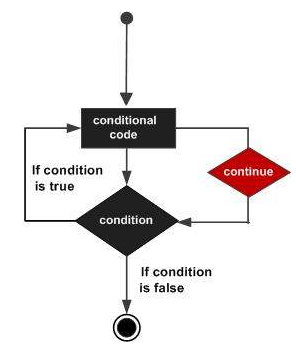 conditional
code
If condition
is true
continue
condition
If condition
is false